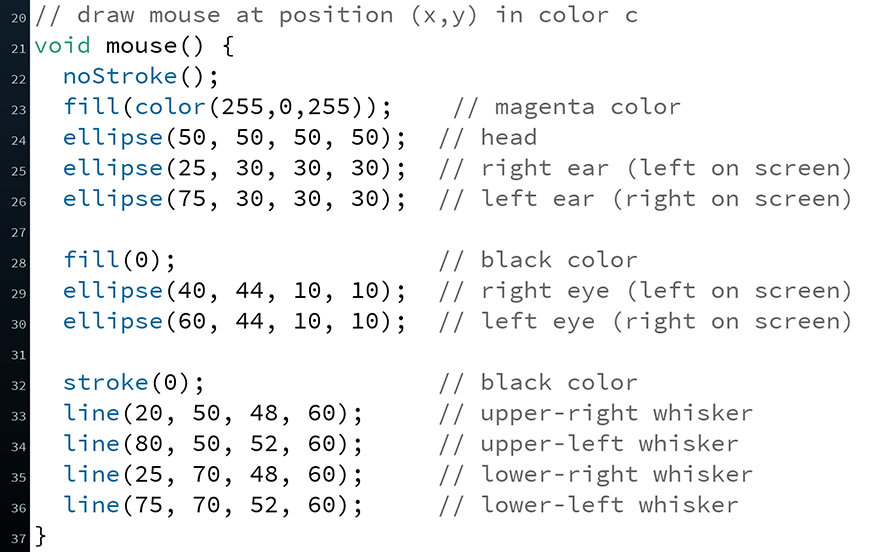 20 // draw mouse at position (x,y) in color c
21 void mouse() {
22   noStroke();
23   fill(color(255,0,255));    // magenta color
24   ellipse(50, 50, 50, 50);  // head
25   ellipse(25, 30, 30, 30);  // right ear (left on screen)
26   ellipse(75, 30, 30, 30);  // left ear (right on screen)
27
28   fill(0);                  // black color
29   ellipse(40, 44, 10, 10);  // right eye (left on screen)
30   ellipse(60, 44, 10, 10);  // left eye (right on screen)
31
32   stroke(0);                // black color
33   line(20, 50, 48, 60);     // upper-right whisker
34   line(80, 50, 52, 60);     // upper-left whisker
35   line(25, 70, 48, 60);     // lower-right whisker
36   line(75, 70, 52, 60);     // lower-left whisker
37 }